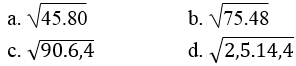 a. √45.80 b. √75.48
c. √90.6,4 d. √2,5.14,4